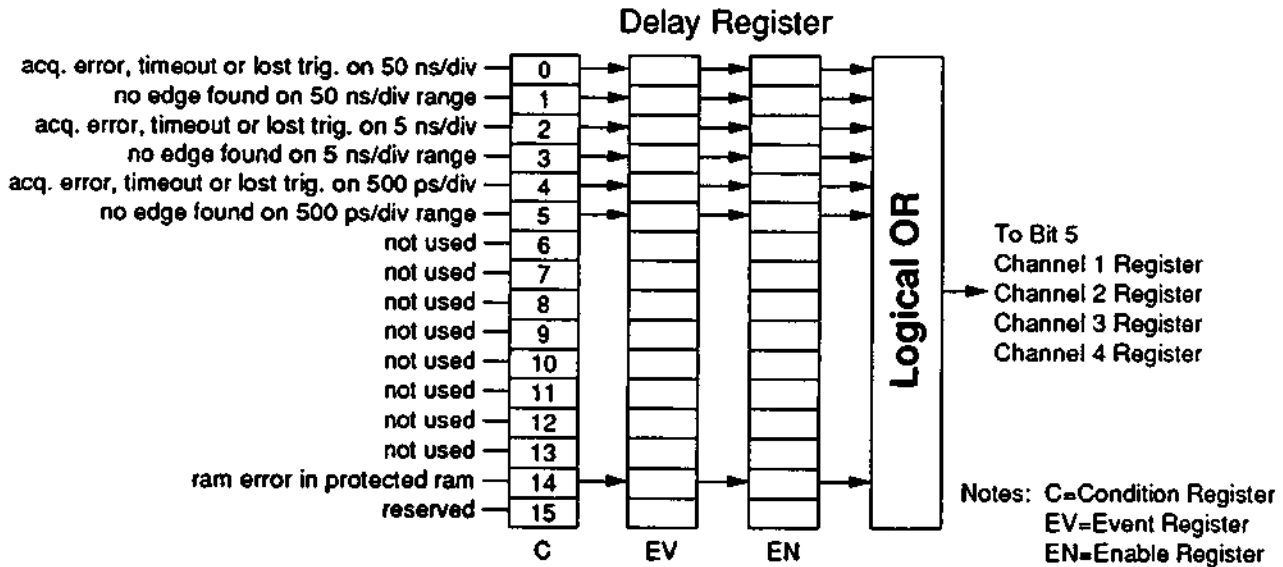 Delay Register
acq. error, timeout or lost trig. on 50 ns/div 0
no edge found on 50 ns/div range 1
acq. error, timeout or lost trig. on 5 ns/div 2
no edge found on 5 ns/div range 3
acq. error, timeout or lost trig. on 500 ps/div 4
no edge found on 500 ps/div range 5
not used 6
not used 7
not used 8
not used 9
not used 10
not used 11
not used 12
not used 13
ram error in protected ram 14
reserved 15
C EV EN
Logical OR
To Bit 5
Channel 1 Register
Channel 2 Register
Channel 3 Register
Channel 4 Register
Notes: C=Condition Register
EV=Event Register
EN=Enable Register